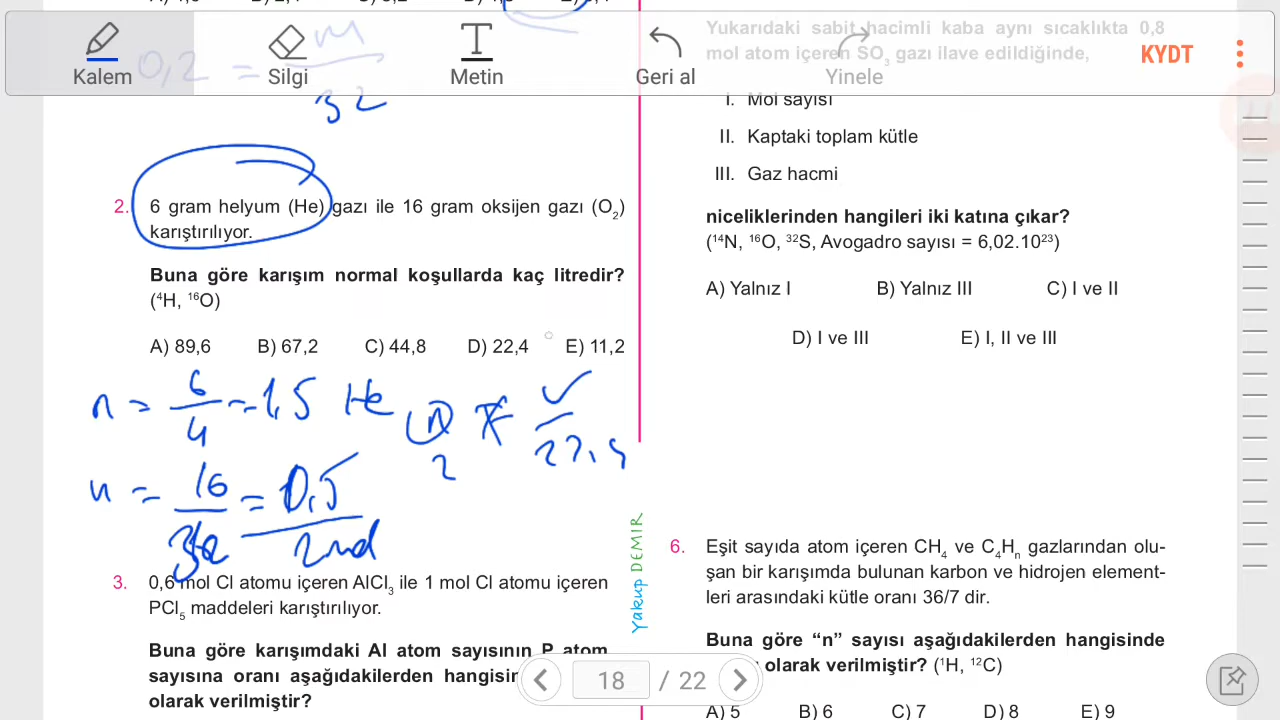 Kalem
Silgi
Metin
Geri al
Yinele
KYDT
0,2 = m
32
2. 6 gram helyum (He) gazı ile 16 gram oksijen gazı (O₂)
karıştırılıyor.
Buna göre karışım normal koşullarda kaç litredir?
(⁴H, ¹⁶O)
A) 89,6 B) 67,2 C) 44,8 D) 22,4 E) 11,2
n = 6/4 = 1,5 He
n = 16/32 = 0,5
2 mol
n
2
22,4
3. 0,6 mol Cl atomu içeren AlCl₃ ile 1 mol Cl atomu içeren
PCl₅ maddeleri karıştırılıyor.
Buna göre karışımdaki Al atom sayısının P atom
sayısına oranı aşağıdakilerden
olarak verilmiştir?
Yakup DEMIR
Yukarıdaki sabit hacimli kaba aynı sıcaklıkta 0,8
mol atom içeren SO₃ gazı ilave edildiğinde,
I. Mol sayısı
II. Kaptaki toplam kütle
III. Gaz hacmi
niceliklerinden hangileri iki katına çıkar?
(¹⁴N, ¹⁶O, ³²S, Avogadro sayısı = 6,02.10²³)
A) Yalnız I B) Yalnız III C) I ve II
D) I ve III E) I, II ve III
6. Eşit sayıda atom içeren CH₄ ve C₄Hₙ gazlarından olu-
şan bir karışımda bulunan karbon ve hidrojen element-
leri arasındaki kütle oranı 36/7 dir.
Buna göre “n” sayısı aşağıdakilerden hangisinde
olarak verilmiştir? (¹H, ¹²C)
A) 5 B) 6 C) 7 D) 8 E) 9
18 / 22